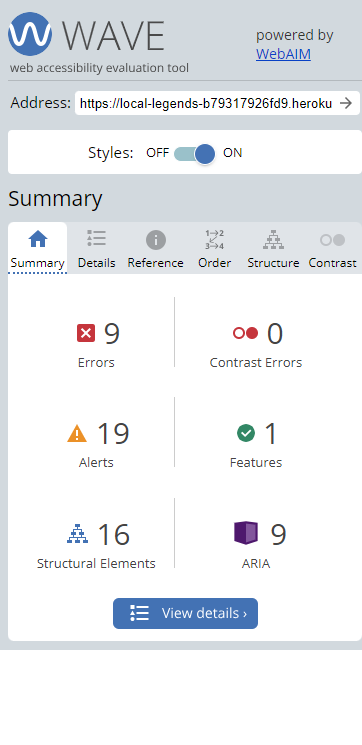 WAVE
powered by
WebAIM
web accessibility evaluation tool
Address: https://local-legends-b79317926fd9.heroku
Styles: OFF ON
Summary
Summary Details Reference Order Structure Contrast
9 0
Errors Contrast Errors
19 1
Alerts Features
16 9
Structural Elements ARIA
View details ›